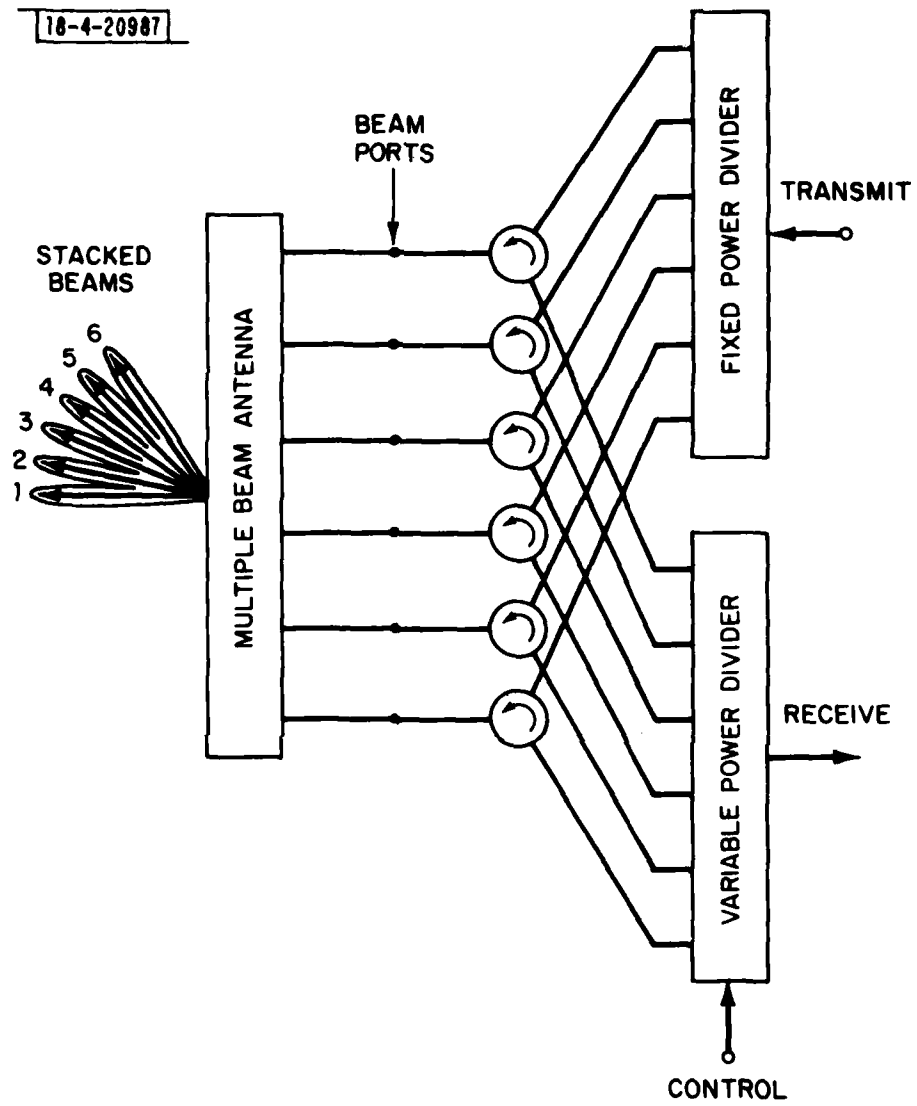 18-4-20987
BEAM
PORTS
STACKED
BEAMS
6
5
4
3
2
1
MULTIPLE BEAM ANTENNA
FIXED POWER DIVIDER
TRANSMIT
VARIABLE POWER DIVIDER
RECEIVE
CONTROL